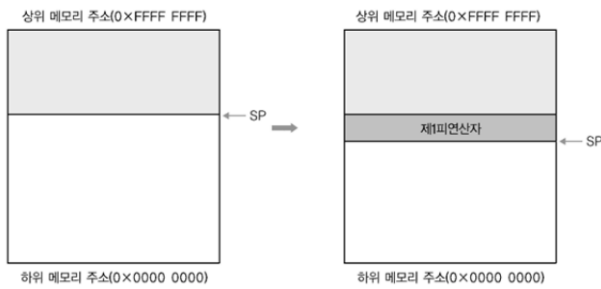 상위 메모리 주소(0×FFFF FFFF)
상위 메모리 주소(0×FFFF FFFF)
SP
제1피연산자
SP
하위 메모리 주소(0×0000 0000)
하위 메모리 주소(0×0000 0000)